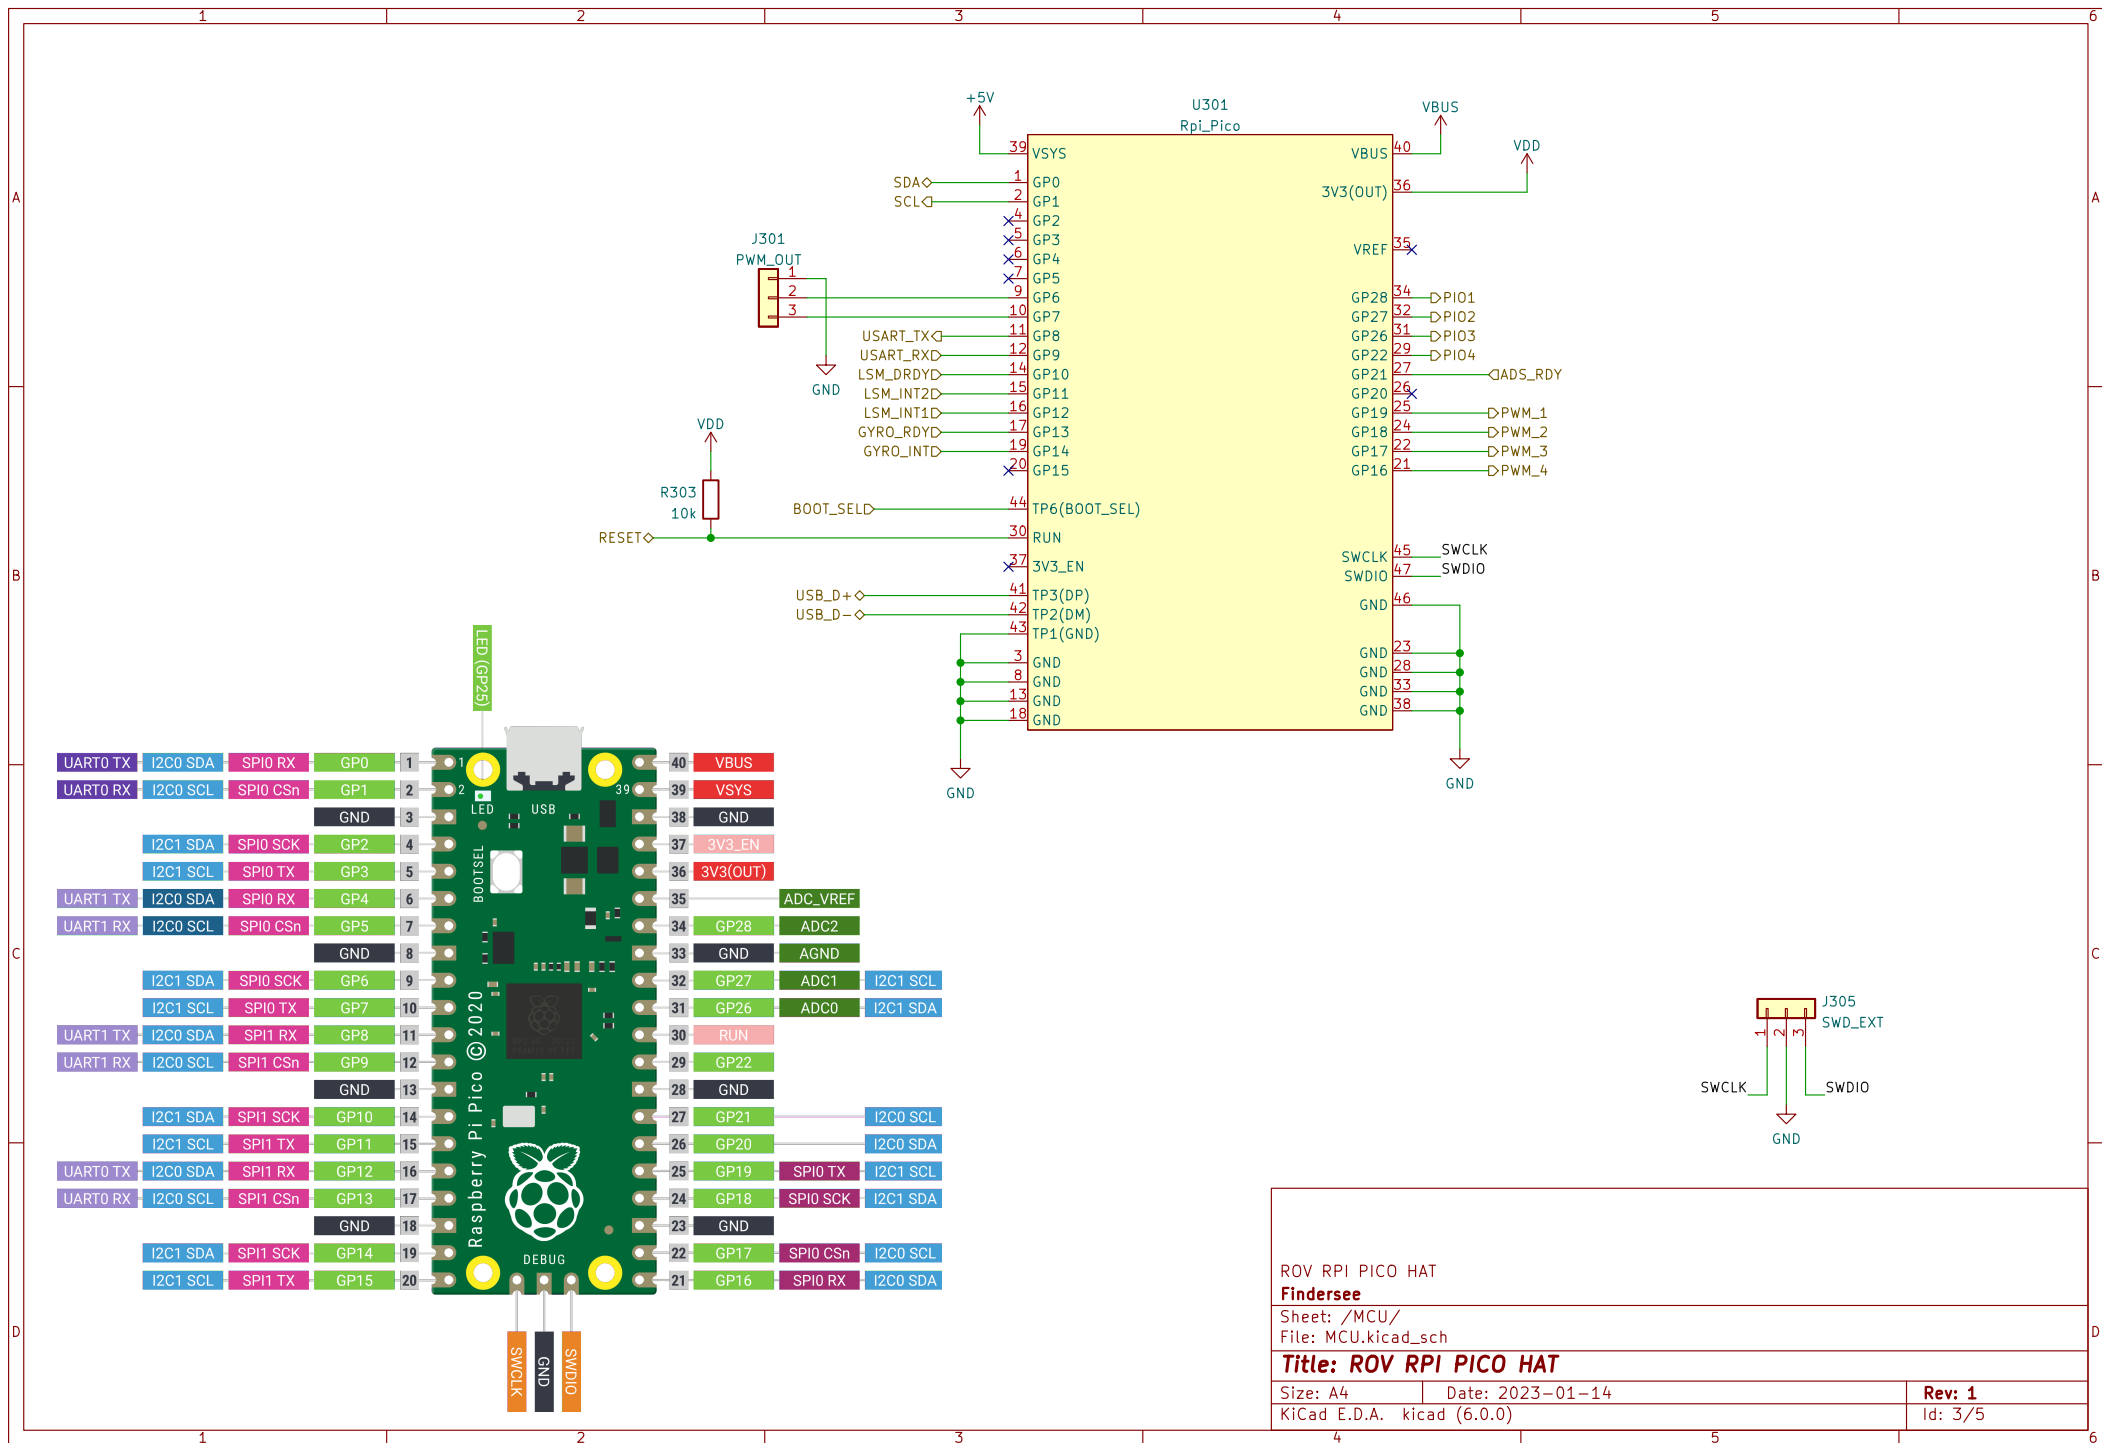 1 2 3 4 5 6
A A
B B
C C
D D
1 2 3 4 5 6
+5V
U301
Rpi_Pico
VBUS
VDD
39 VSYS
SDA 1 GP0
SCL 2 GP1
4 GP2
5 GP3
6 GP4
7 GP5
9 GP6
10 GP7
USART_TX 11 GP8
USART_RX 12 GP9
LSM_DRDY 14 GP10
LSM_INT2 15 GP11
LSM_INT1 16 GP12
GYRO_RDY 17 GP13
GYRO_INT 19 GP14
20 GP15
BOOT_SEL 44 TP6(BOOT_SEL)
RESET 30 RUN
37 3V3_EN
USB_D+ 41 TP3(DP)
USB_D- 42 TP2(DM)
43 TP1(GND)
3 GND
8 GND
13 GND
18 GND
GND
VBUS 40
3V3(OUT) 36
VREF 35
GP28 34 PIO1
GP27 32 PIO2
GP26 31 PIO3
GP22 29 PIO4
GP21 27 ADS_RDY
GP20 26
GP19 25 PWM_1
GP18 24 PWM_2
GP17 22 PWM_3
GP16 21 PWM_4
SWCLK 45 SWCLK
SWDIO 47 SWDIO
GND 46
GND 23
GND 28
GND 33
GND 38
GND
J301
PWM_OUT
1
2
3
GND
VDD
R303
10k
LED (GP25)
UART0 TX I2C0 SDA SPI0 RX GP0 1
UART0 RX I2C0 SCL SPI0 CSn GP1 2
GND 3
I2C1 SDA SPI0 SCK GP2 4
I2C1 SCL SPI0 TX GP3 5
UART1 TX I2C0 SDA SPI0 RX GP4 6
UART1 RX I2C0 SCL SPI0 CSn GP5 7
GND 8
I2C1 SDA SPI0 SCK GP6 9
I2C1 SCL SPI0 TX GP7 10
UART1 TX I2C0 SDA SPI1 RX GP8 11
UART1 RX I2C0 SCL SPI1 CSn GP9 12
GND 13
I2C1 SDA SPI1 SCK GP10 14
I2C1 SCL SPI1 TX GP11 15
UART0 TX I2C0 SDA SPI1 RX GP12 16
UART0 RX I2C0 SCL SPI1 CSn GP13 17
GND 18
I2C1 SDA SPI1 SCK GP14 19
I2C1 SCL SPI1 TX GP15 20
1
2
39
LED
USB
BOOTSEL
Raspberry Pi Pico ©2020
DEBUG
40 VBUS
39 VSYS
38 GND
37 3V3_EN
36 3V3(OUT)
35 ADC_VREF
34 GP28 ADC2
33 GND AGND
32 GP27 ADC1 I2C1 SCL
31 GP26 ADC0 I2C1 SDA
30 RUN
29 GP22
28 GND
27 GP21 I2C0 SCL
26 GP20 I2C0 SDA
25 GP19 SPI0 TX I2C1 SCL
24 GP18 SPI0 SCK I2C1 SDA
23 GND
22 GP17 SPI0 CSn I2C0 SCL
21 GP16 SPI0 RX I2C0 SDA
SWCLK
GND
SWDIO
J305
SWD_EXT
1 2 3
SWCLK SWDIO
GND
ROV RPI PICO HAT
Findersee
Sheet: /MCU/
File: MCU.kicad_sch
Title: ROV RPI PICO HAT
Size: A4 Date: 2023-01-14 Rev: 1
KiCad E.D.A. kicad (6.0.0) Id: 3/5